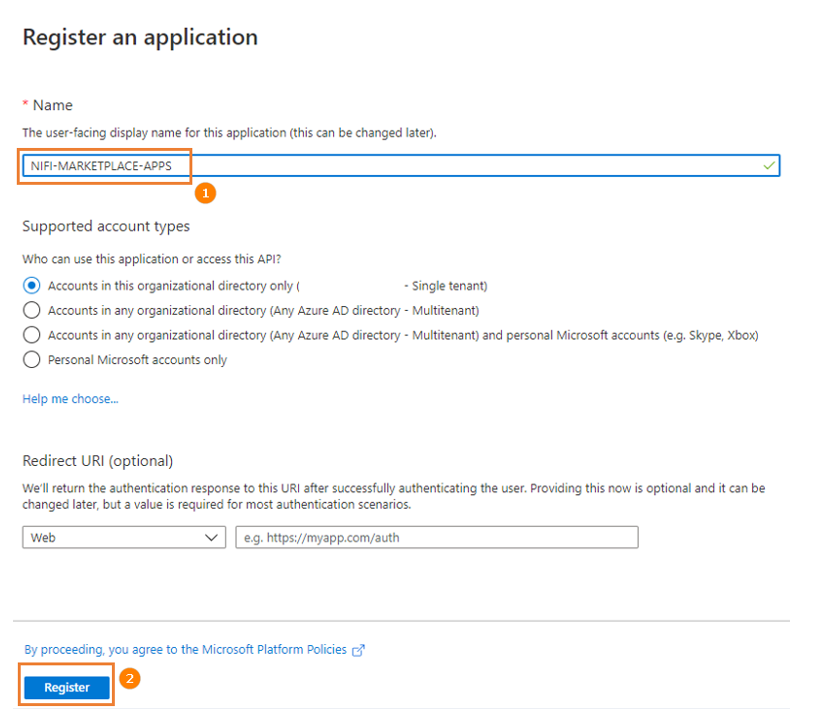 Register an application
* Name
The user-facing display name for this application (this can be changed later).
NIFI-MARKETPLACE-APPS
1
Supported account types
Who can use this application or access this API?
Accounts in this organizational directory only ( - Single tenant)
Accounts in any organizational directory (Any Azure AD directory - Multitenant)
Accounts in any organizational directory (Any Azure AD directory - Multitenant) and personal Microsoft accounts (e.g. Skype, Xbox)
Personal Microsoft accounts only
Help me choose...
Redirect URI (optional)
We'll return the authentication response to this URI after successfully authenticating the user. Providing this now is optional and it can be
changed later, but a value is required for most authentication scenarios.
Web e.g. https://myapp.com/auth
By proceeding, you agree to the Microsoft Platform Policies
Register 2